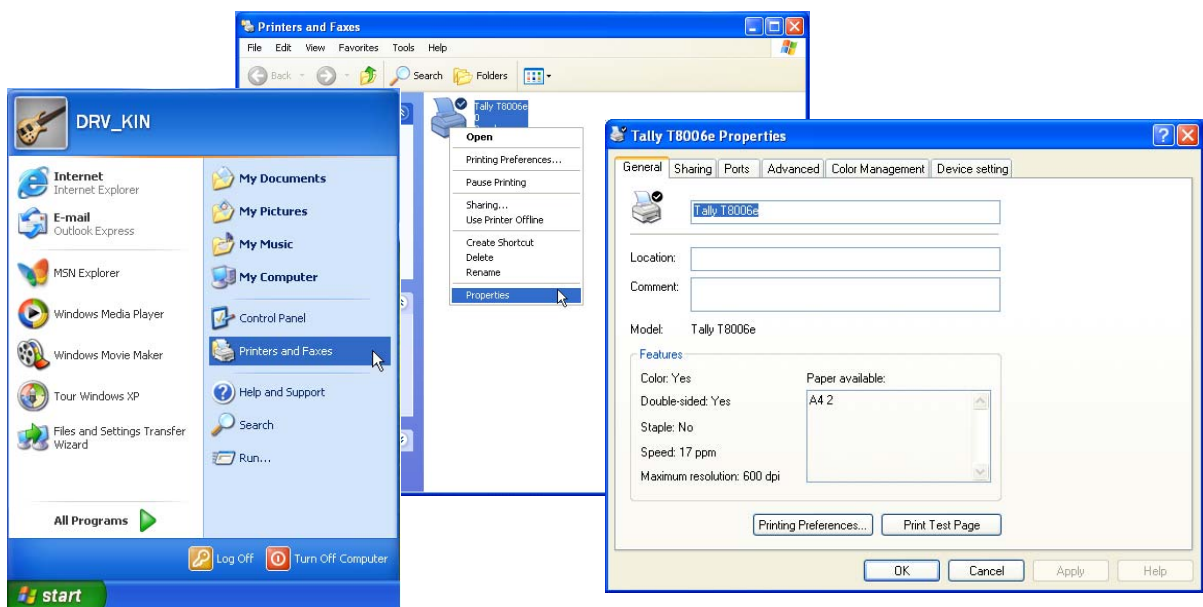 Printers and Faxes
File Edit View Favorites Tools Help
Back Search Folders
Tally T8006e
0
Open
Printing Preferences...
Pause Printing
Sharing...
Use Printer Offline
Create Shortcut
Delete
Rename
Properties
DRV_KIN
Internet
Internet Explorer
E-mail
Outlook Express
MSN Explorer
Windows Media Player
Windows Movie Maker
Tour Windows XP
Files and Settings Transfer
Wizard
All Programs
My Documents
My Pictures
My Music
My Computer
Control Panel
Printers and Faxes
Help and Support
Search
Run...
Log Off Turn Off Computer
start
Tally T8006e Properties
General Sharing Ports Advanced Color Management Device setting
Tally T8006e
Location:
Comment:
Model: Tally T8006e
Features
Color: Yes Paper available:
Double-sided: Yes A4 2
Staple: No
Speed: 17 ppm
Maximum resolution: 600 dpi
Printing Preferences... Print Test Page
OK Cancel Apply Help